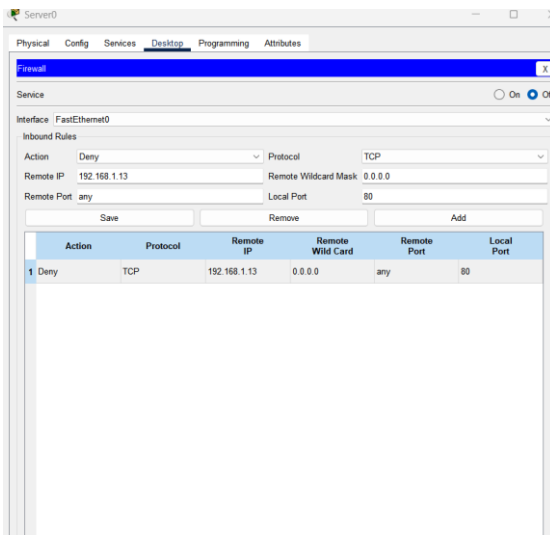 Server0
Physical Config Services Desktop Programming Attributes
Firewall X
Service On
Interface FastEthernet0
Inbound Rules
Action Deny Protocol TCP
Remote IP 192.168.1.13 Remote Wildcard Mask 0.0.0.0
Remote Port any Local Port 80
Save Remove Add
Action Protocol Remote IP Remote Wild Card Remote Port Local Port
1 Deny TCP 192.168.1.13 0.0.0.0 any 80